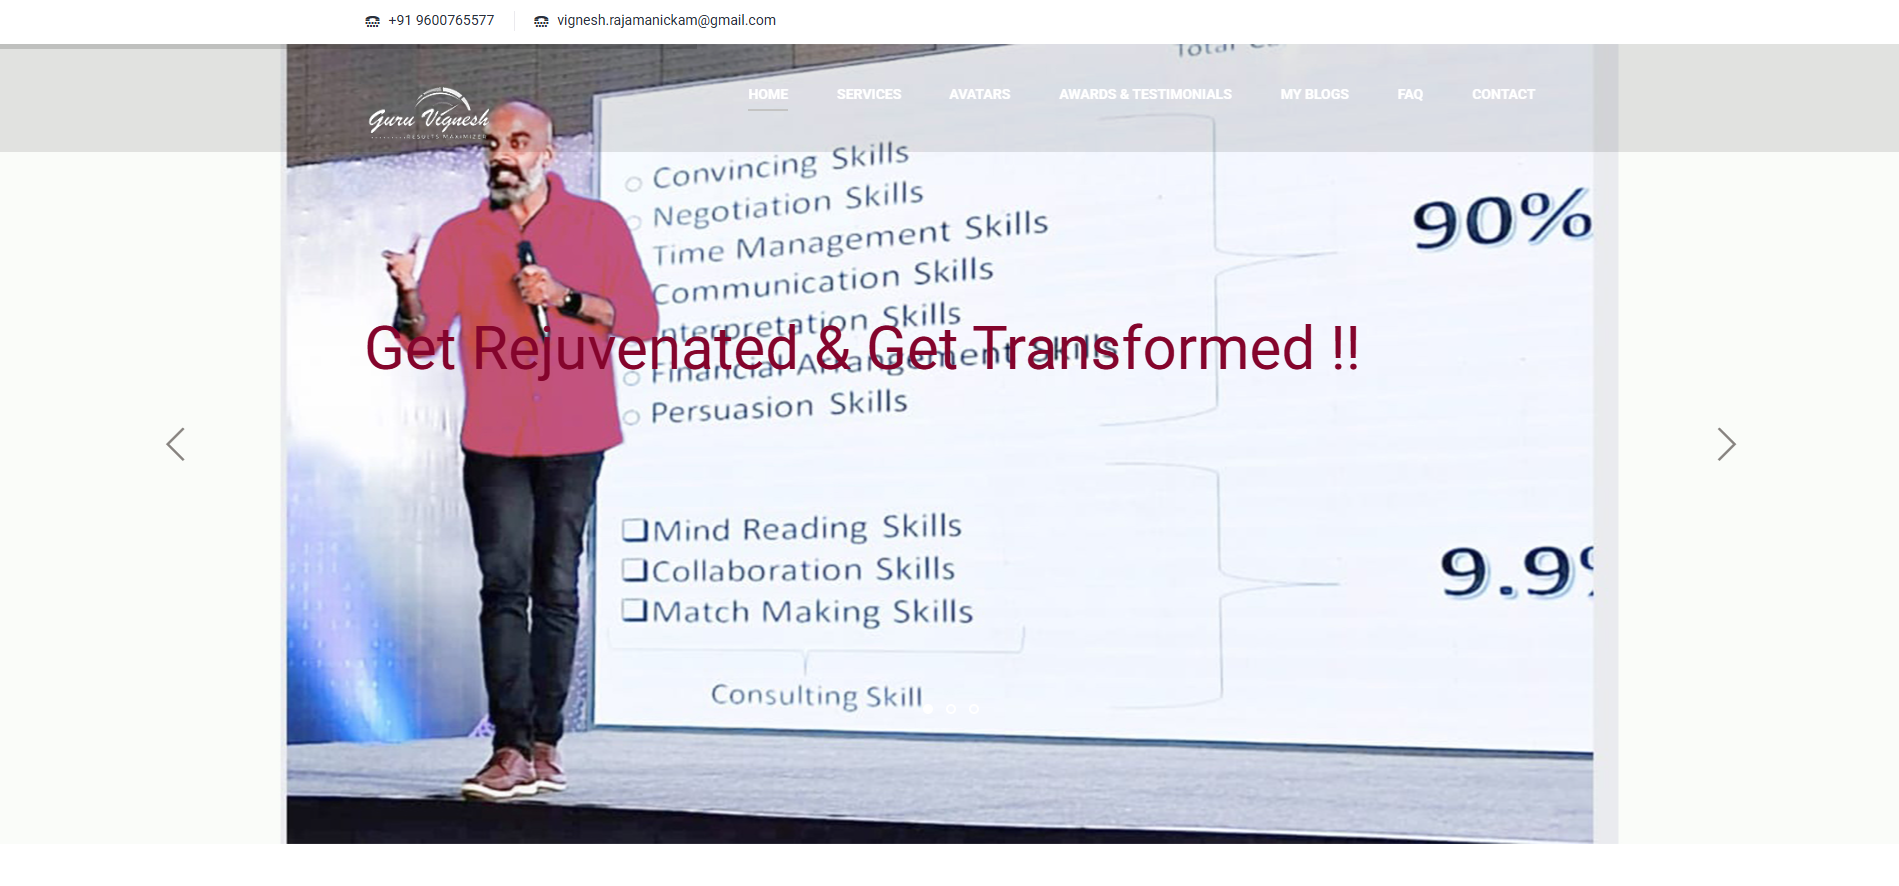 +91 9600765577
vignesh.rajamanickam@gmail.com
Total
Guru Vignesh
.........RESULTS MAXIMIZER
HOME
SERVICES
AVATARS
AWARDS & TESTIMONIALS
MY BLOGS
FAQ
CONTACT
Convincing Skills
Negotiation Skills
Time Management Skills
Communication Skills
Interpretation Skills
Get Rejuvenated & Get Transformed !!
Financial Arrangement Skills
Persuasion Skills
90%
Mind Reading Skills
Collaboration Skills
Match Making Skills
9.9%
Consulting Skill